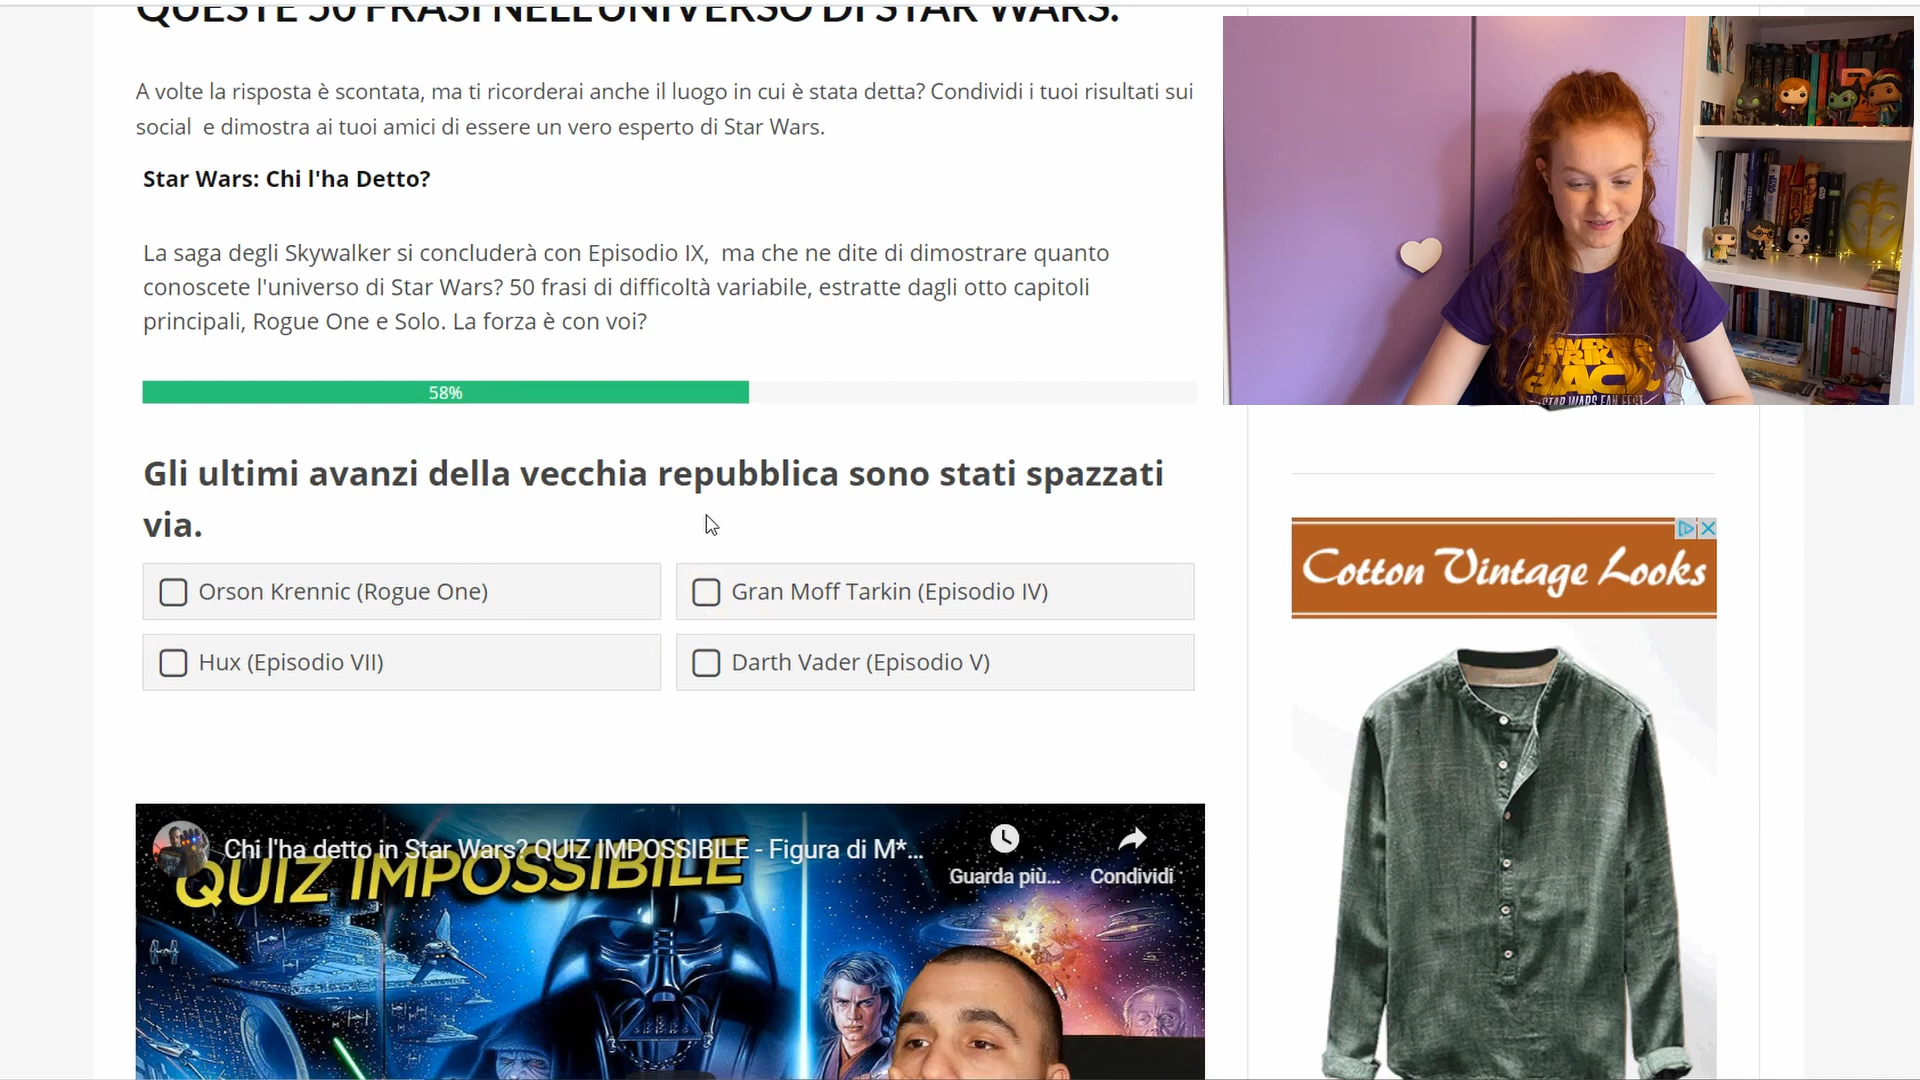 QUESTE 50 FRASI NELL'UNIVERSO DI STAR WARS.
A volte la risposta è scontata, ma ti ricorderai anche il luogo in cui è stata detta? Condividi i tuoi risultati sui
social e dimostra ai tuoi amici di essere un vero esperto di Star Wars.
Star Wars: Chi l'ha Detto?
La saga degli Skywalker si concluderà con Episodio IX, ma che ne dite di dimostrare quanto
conoscete l'universo di Star Wars? 50 frasi di difficoltà variabile, estratte dagli otto capitoli
principali, Rogue One e Solo. La forza è con voi?
58%
Gli ultimi avanzi della vecchia repubblica sono stati spazzati
via.
Orson Krennic (Rogue One)
Gran Moff Tarkin (Episodio IV)
Hux (Episodio VII)
Darth Vader (Episodio V)
Chi l'ha detto in Star Wars? QUIZ IMPOSSIBILE - Figura di M*...
Guarda più...
Condividi
QUIZ IMPOSSIBILE
Cotton Vintage Looks
STAR WARS FAN FEST